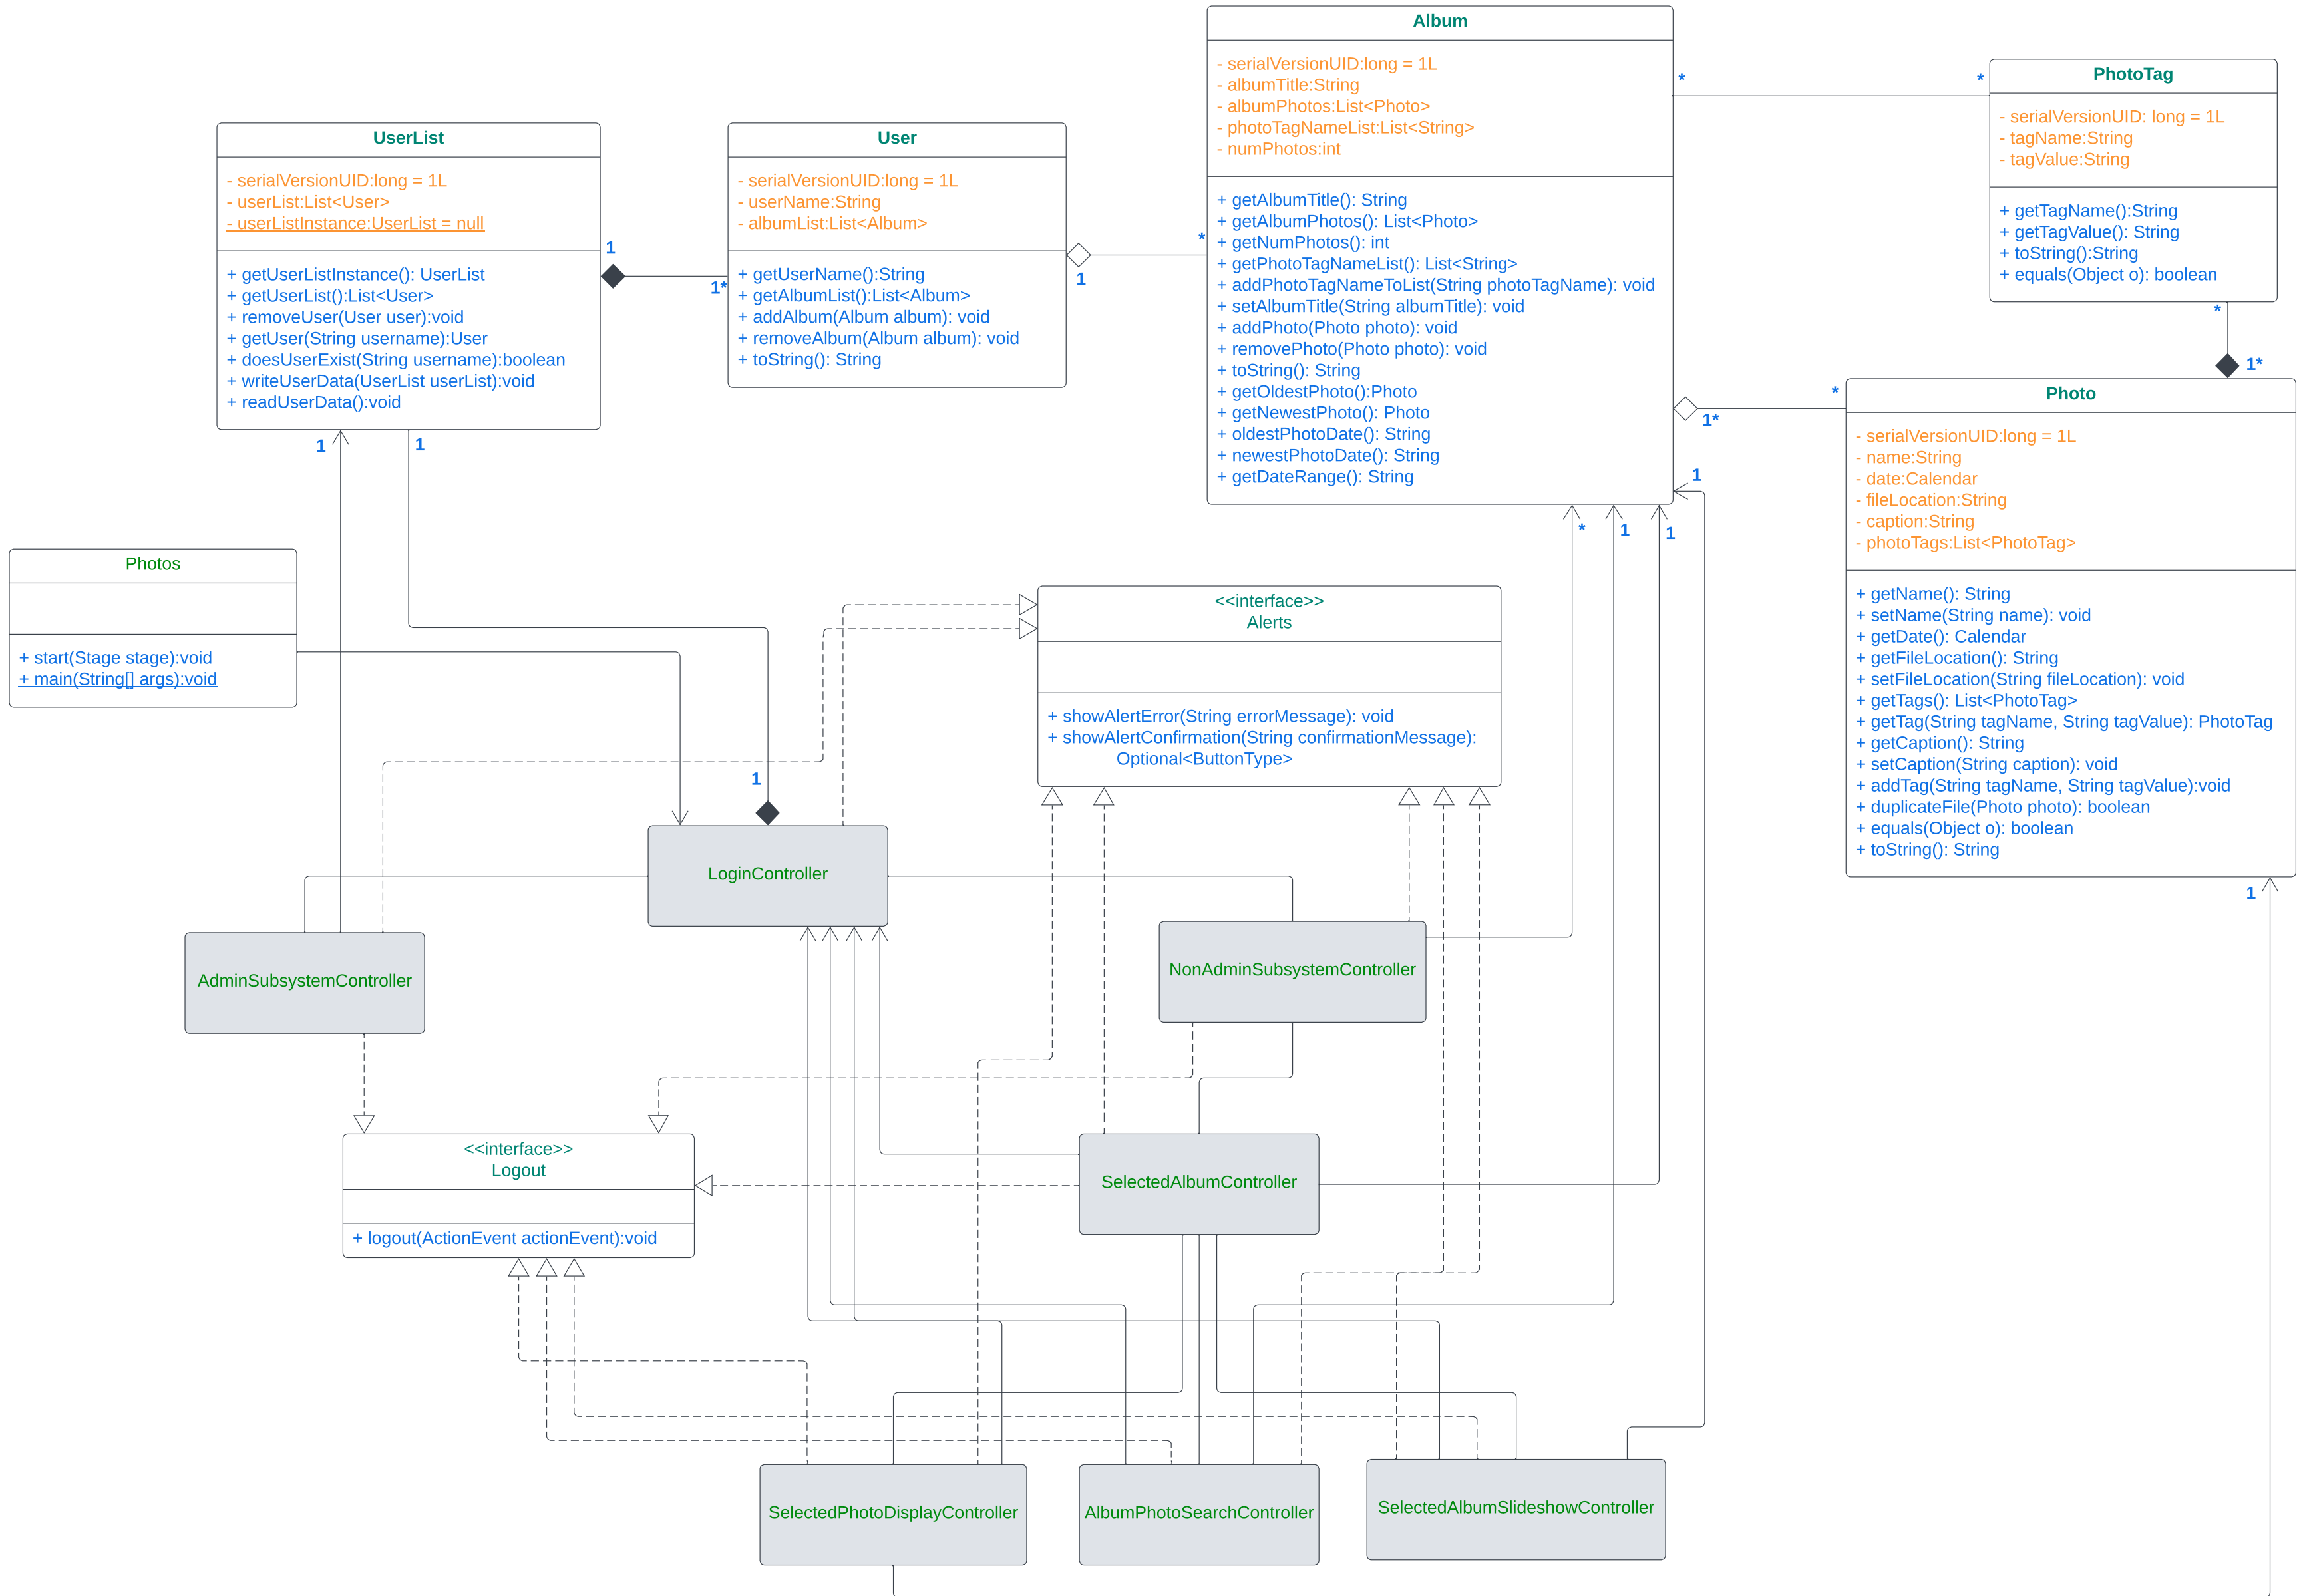 Album
- serialVersionUID:long = 1L
- albumTitle:String
- albumPhotos:List<Photo>
- photoTagNameList:List<String>
- numPhotos:int
+ getAlbumTitle(): String
+ getAlbumPhotos(): List<Photo>
+ getNumPhotos(): int
+ getPhotoTagNameList(): List<String>
+ addPhotoTagNameToList(String photoTagName): void
+ setAlbumTitle(String albumTitle): void
+ addPhoto(Photo photo): void
+ removePhoto(Photo photo): void
+ toString(): String
+ getOldestPhoto():Photo
+ getNewestPhoto(): Photo
+ oldestPhotoDate(): String
+ newestPhotoDate(): String
+ getDateRange(): String
*
*
PhotoTag
- serialVersionUID: long = 1L
- tagName:String
- tagValue:String
+ getTagName():String
+ getTagValue(): String
+ toString():String
+ equals(Object o): boolean
*
1*
UserList
- serialVersionUID:long = 1L
- userList:List<User>
- userListInstance:UserList = null
+ getUserListInstance(): UserList
+ getUserList():List<User>
+ removeUser(User user):void
+ getUser(String username):User
+ doesUserExist(String username):boolean
+ writeUserData(UserList userList):void
+ readUserData():void
1
1*
User
- serialVersionUID:long = 1L
- userName:String
- albumList:List<Album>
+ getUserName():String
+ getAlbumList():List<Album>
+ addAlbum(Album album): void
+ removeAlbum(Album album): void
+ toString(): String
1
*
1*
*
Photo
- serialVersionUID:long = 1L
- name:String
- date:Calendar
- fileLocation:String
- caption:String
- photoTags:List<PhotoTag>
+ getName(): String
+ setName(String name): void
+ getDate(): Calendar
+ getFileLocation(): String
+ setFileLocation(String fileLocation): void
+ getTags(): List<PhotoTag>
+ getTag(String tagName, String tagValue): PhotoTag
+ getCaption(): String
+ setCaption(String caption): void
+ addTag(String tagName, String tagValue):void
+ duplicateFile(Photo photo): boolean
+ equals(Object o): boolean
+ toString(): String
1
1
1
1
*
1
1
Photos
+ start(Stage stage):void
+ main(String[] args):void
<<interface>>
Alerts
+ showAlertError(String errorMessage): void
+ showAlertConfirmation(String confirmationMessage):
Optional<ButtonType>
1
LoginController
AdminSubsystemController
NonAdminSubsystemController
<<interface>>
Logout
+ logout(ActionEvent actionEvent):void
SelectedAlbumController
SelectedPhotoDisplayController
AlbumPhotoSearchController
SelectedAlbumSlideshowController